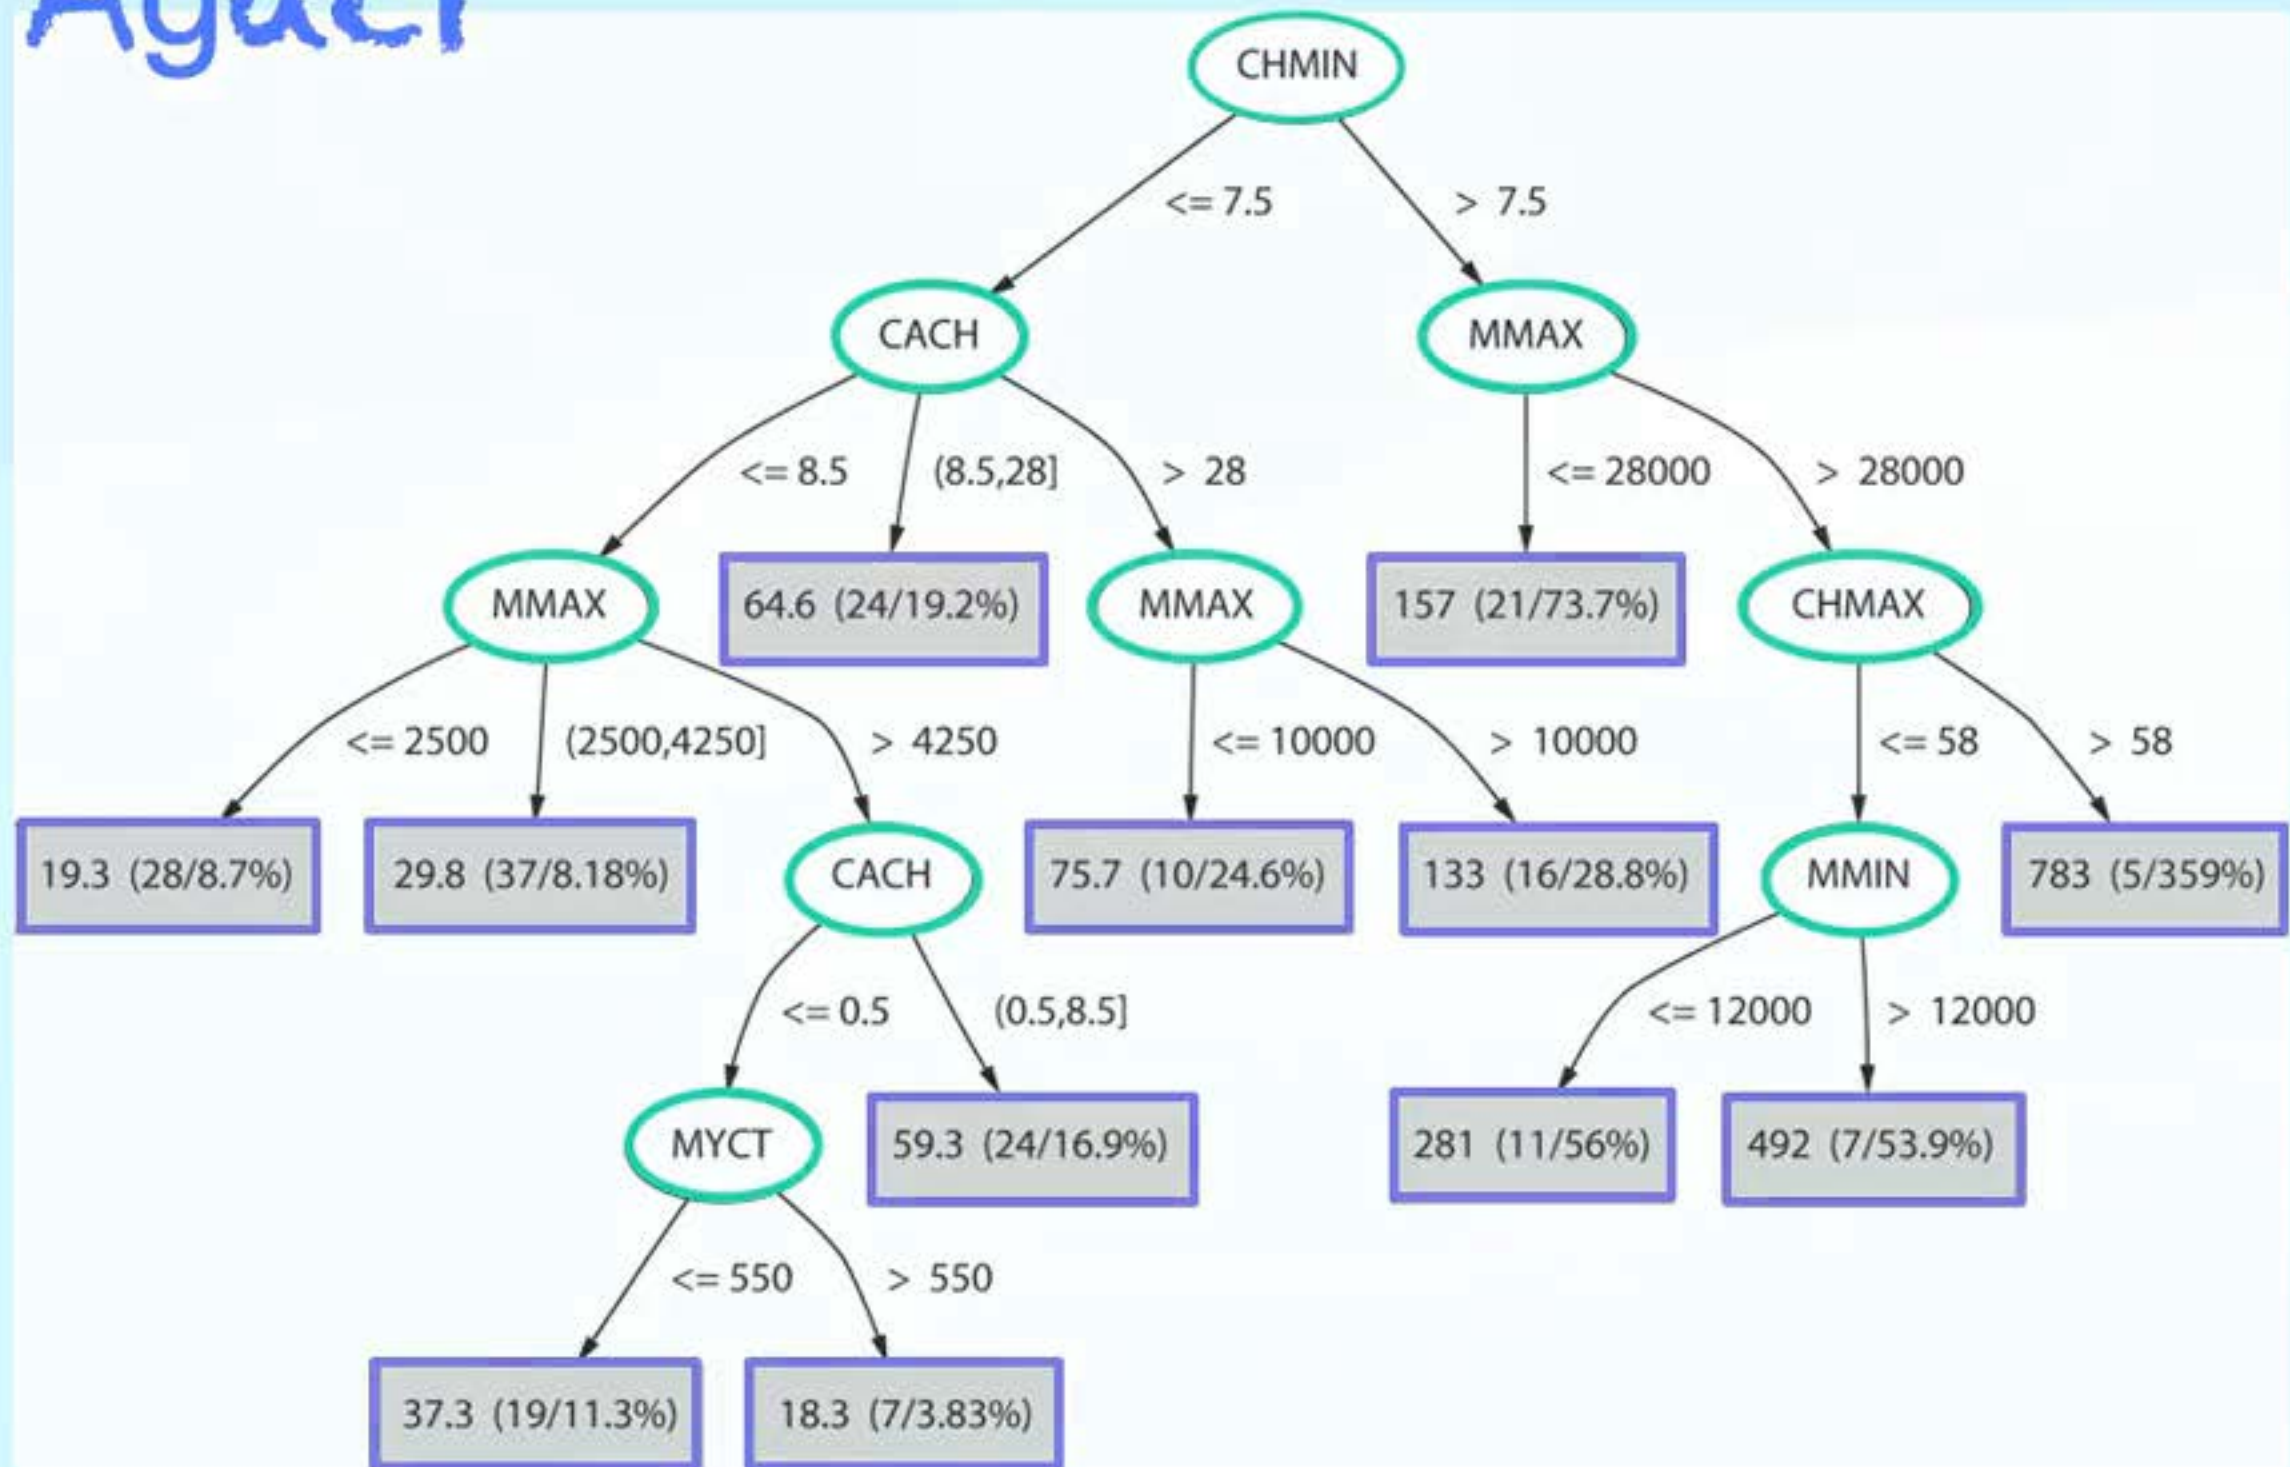 CHMIN
<= 7.5 > 7.5
CACH MMAX
<= 8.5 (8.5,28] > 28 <= 28000 > 28000
MMAX 64.6 (24/19.2%) MMAX 157 (21/73.7%) CHMAX
<= 2500 (2500,4250] > 4250 <= 10000 > 10000 <= 58 > 58
19.3 (28/8.7%) 29.8 (37/8.18%) CACH 75.7 (10/24.6%) 133 (16/28.8%) MMIN 783 (5/359%)
<= 0.5 (0.5,8.5] <= 12000 > 12000
MYCT 59.3 (24/16.9%) 281 (11/56%) 492 (7/53.9%)
<= 550 > 550
37.3 (19/11.3%) 18.3 (7/3.83%)